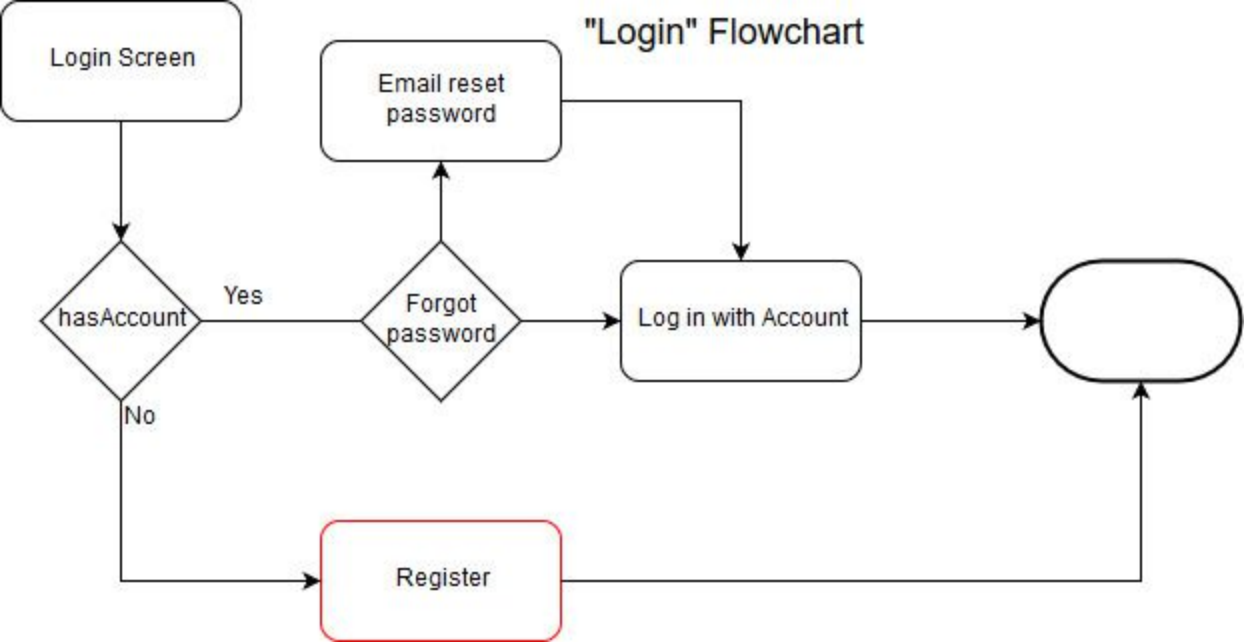 "Login" Flowchart
Login Screen
Email reset
password
hasAccount
Yes
Forgot
password
Log in with Account
No
Register